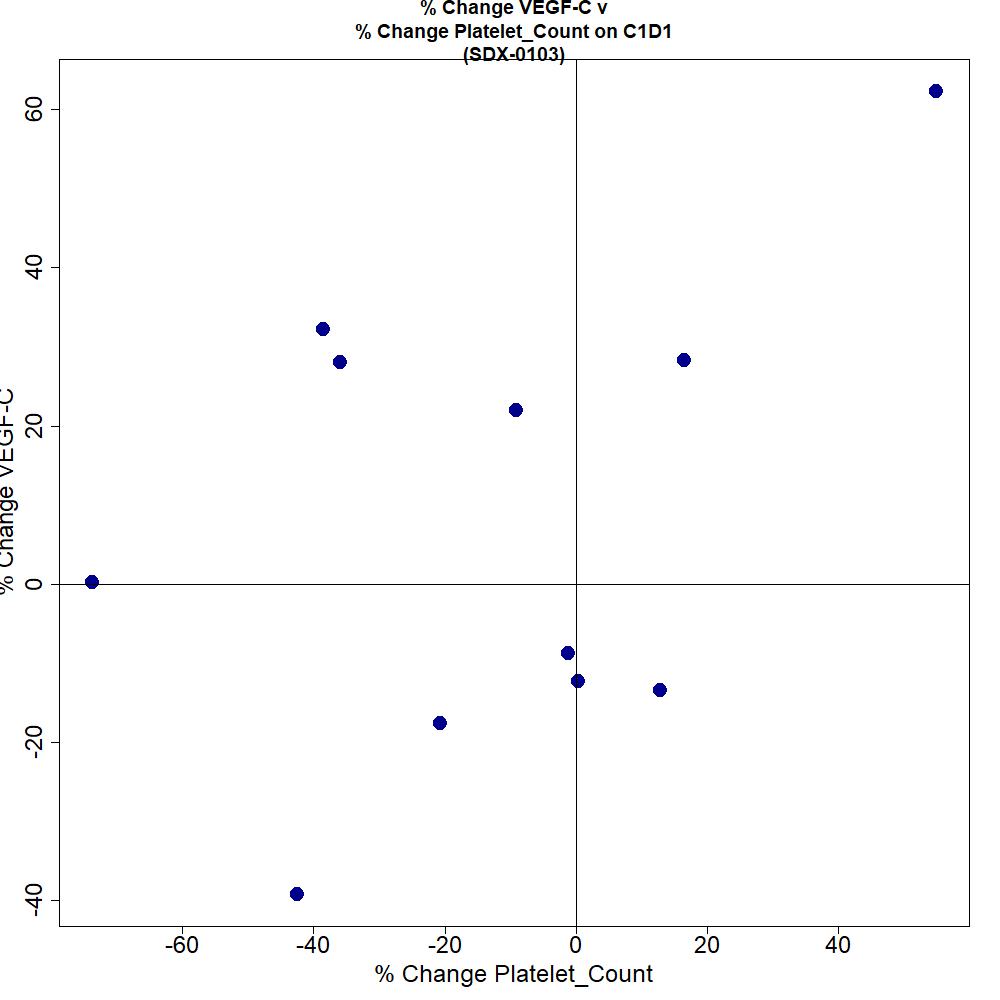 % Change VEGF-C v
% Change Platelet_Count on C1D1
(SDX-0103)
60
40
20
0
-20
-40
% Change VEGF-C
-60
-40
-20
0
20
40
% Change Platelet_Count